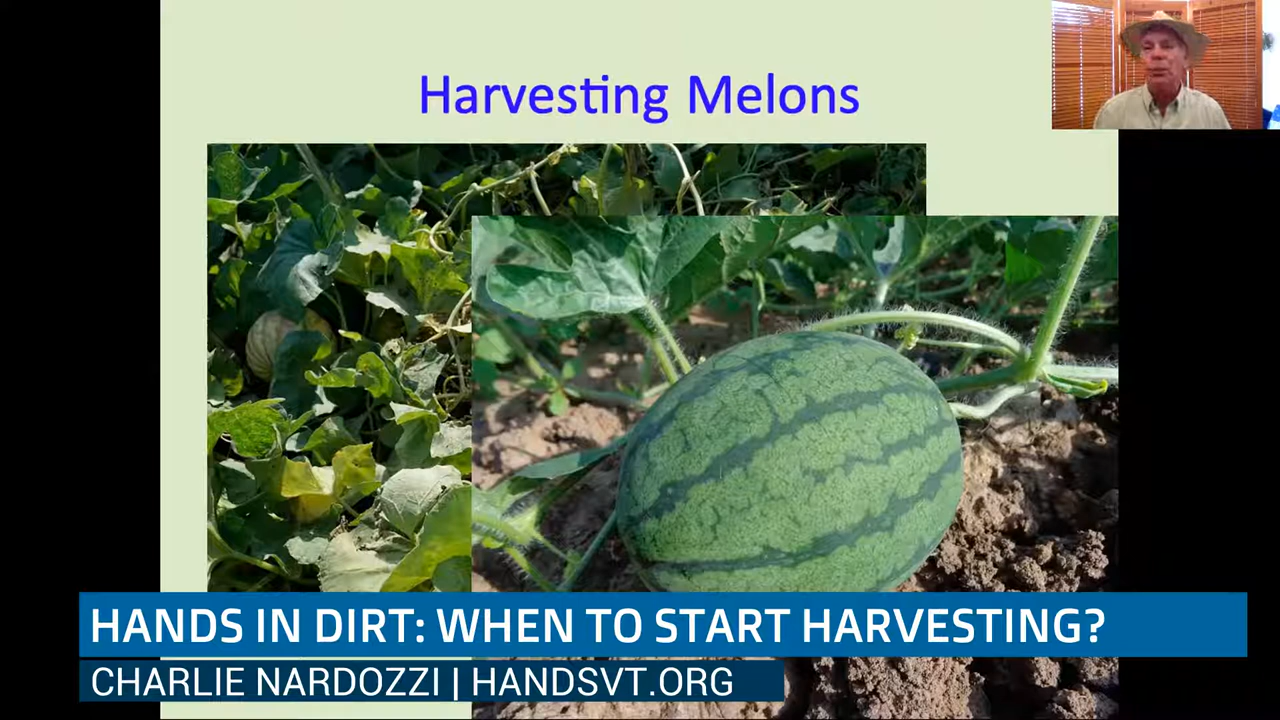 Harvesting Melons
HANDS IN DIRT: WHEN TO START HARVESTING?
CHARLIE NARDOZZI | HANDSVT.ORG